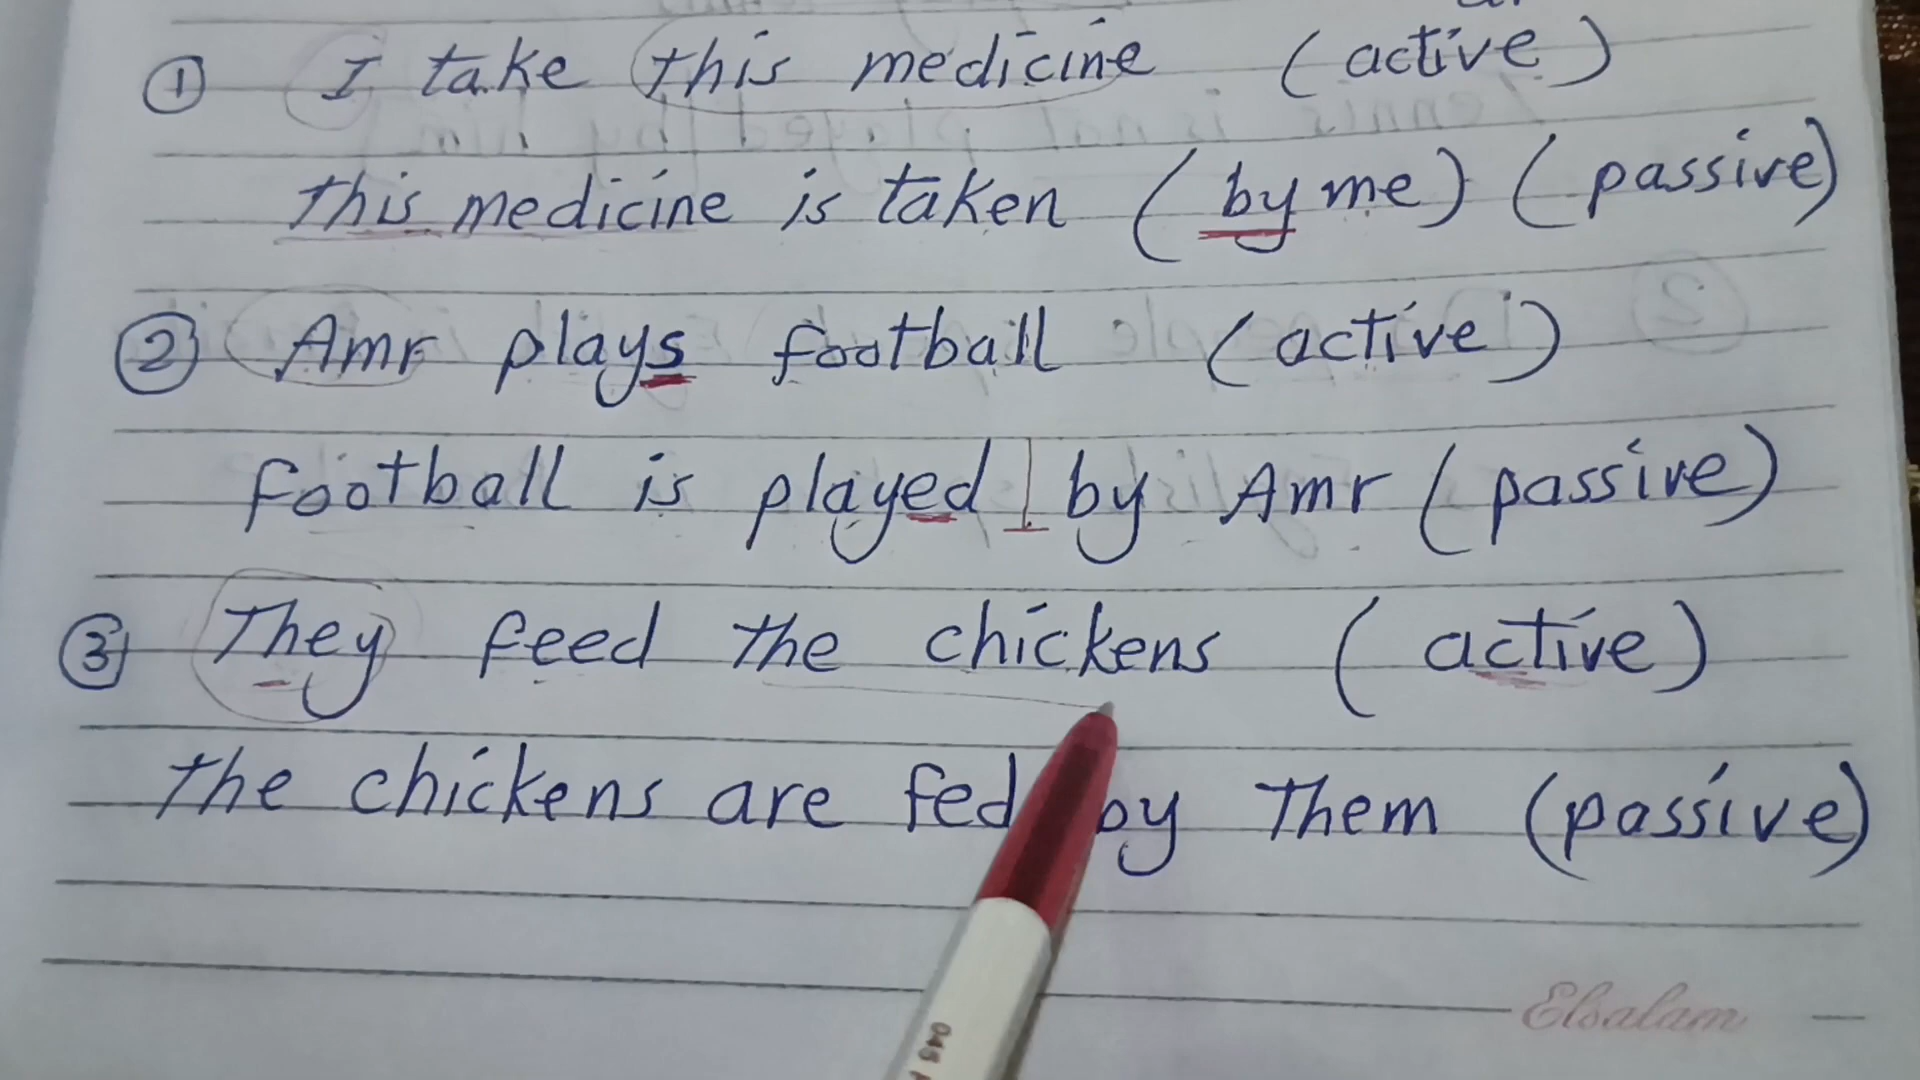 ① I take this medicine (active)
this medicine is taken (by me) (passive)
② Amr plays football (active)
football is played | by Amr (passive)
③ They feed the chickens (active)
the chickens are fed by Them (passive)
Elsalam